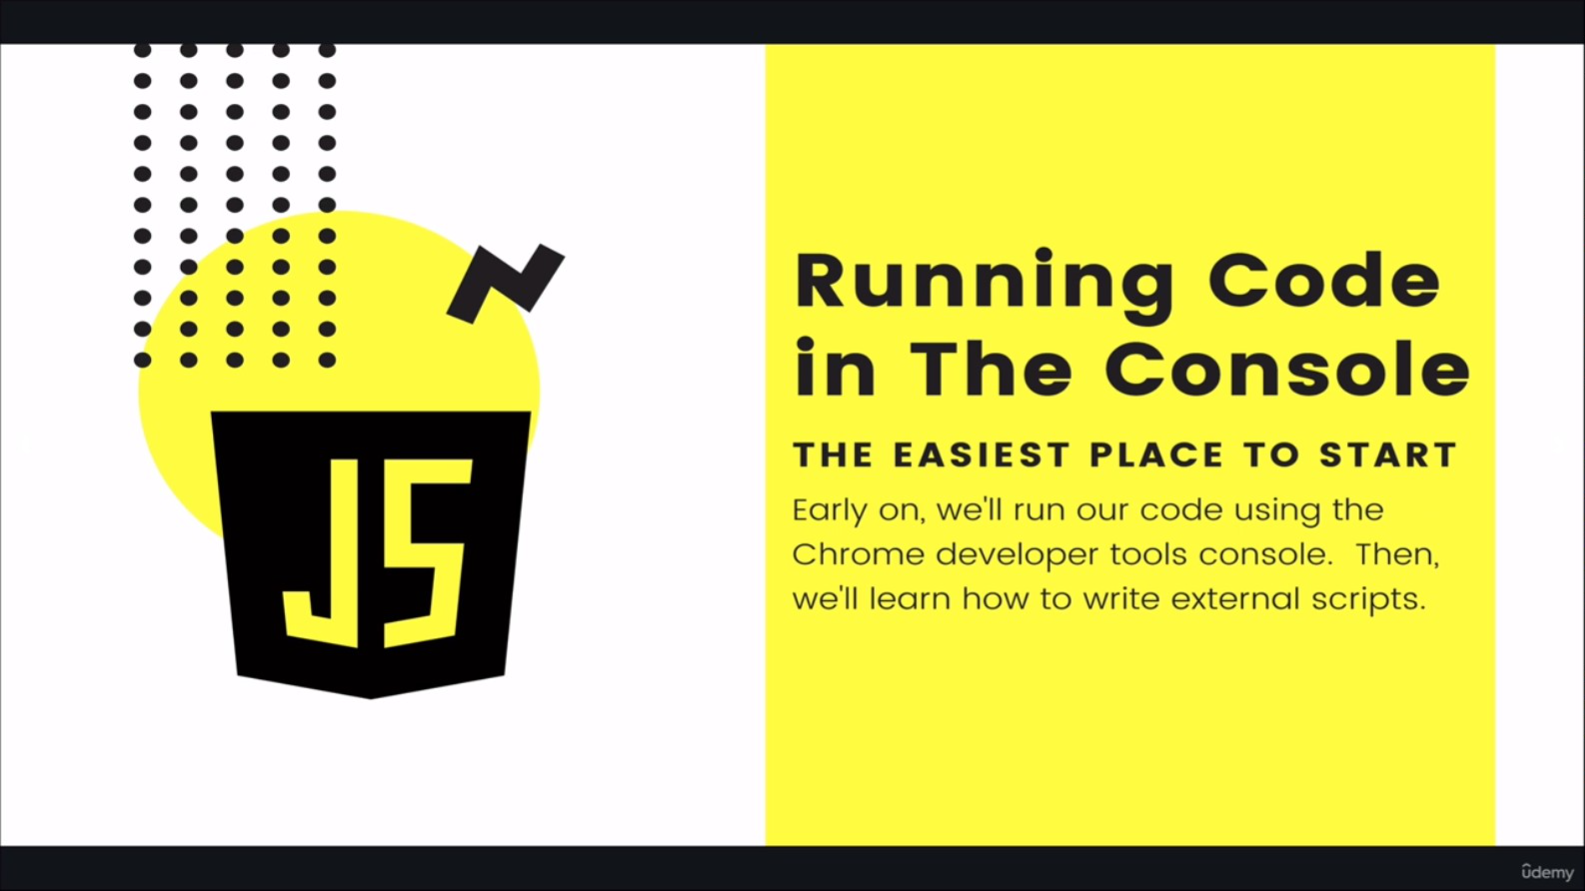 JS
Running Code
in The Console
THE EASIEST PLACE TO START
Early on, we'll run our code using the
Chrome developer tools console.  Then,
we'll learn how to write external scripts.
ûdemy